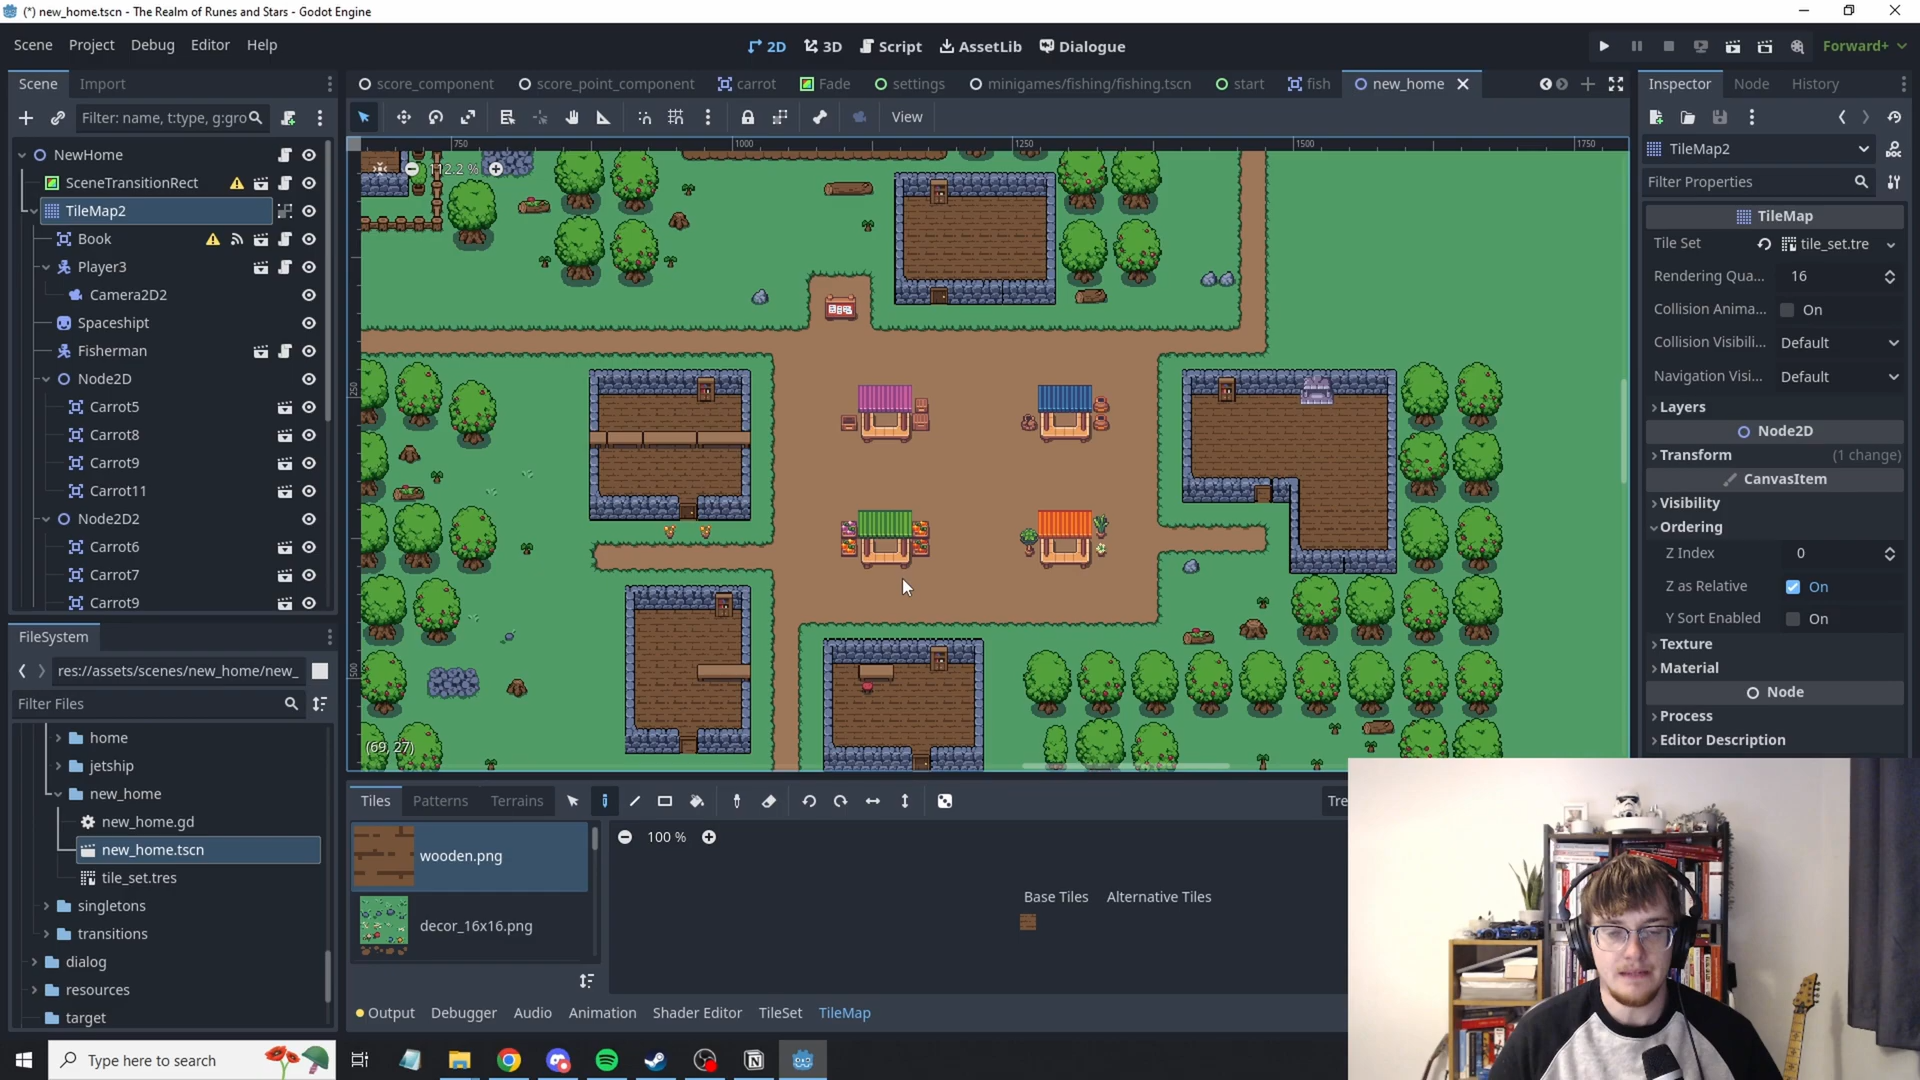 (*) new_home.tscn - The Realm of Runes and Stars - Godot Engine
Scene Project Debug Editor Help
2D 3D Script AssetLib Dialogue
Forward+
Scene Import
score_component score_point_component carrot Fade settings minigames/fishing/fishing.tscn start fish new_home
Inspector Node History
Filter: name, t:type, g:gro
View
NewHome
SceneTransitionRect
TileMap2
Book
Player3
Camera2D2
Spaceshipt
Fisherman
Node2D
Carrot5
Carrot8
Carrot9
Carrot11
Node2D2
Carrot6
Carrot7
Carrot9
750 1000 1250 1500 1750
112.2 %
250
500
(69, 27)
TileMap2
Filter Properties
TileMap
Tile Set tile_set.tre
Rendering Qua... 16
Collision Anima... On
Collision Visibili... Default
Navigation Visi... Default
Layers
Node2D
Transform (1 change)
CanvasItem
Visibility
Ordering
Z Index 0
Z as Relative On
Y Sort Enabled On
Texture
Material
Node
Process
Editor Description
FileSystem
res://assets/scenes/new_home/new_
Filter Files
home
jetship
new_home
new_home.gd
new_home.tscn
tile_set.tres
singletons
transitions
dialog
resources
target
Tiles Patterns Terrains
Tre
wooden.png
decor_16x16.png
100 %
Base Tiles Alternative Tiles
Output Debugger Audio Animation Shader Editor TileSet TileMap
Type here to search